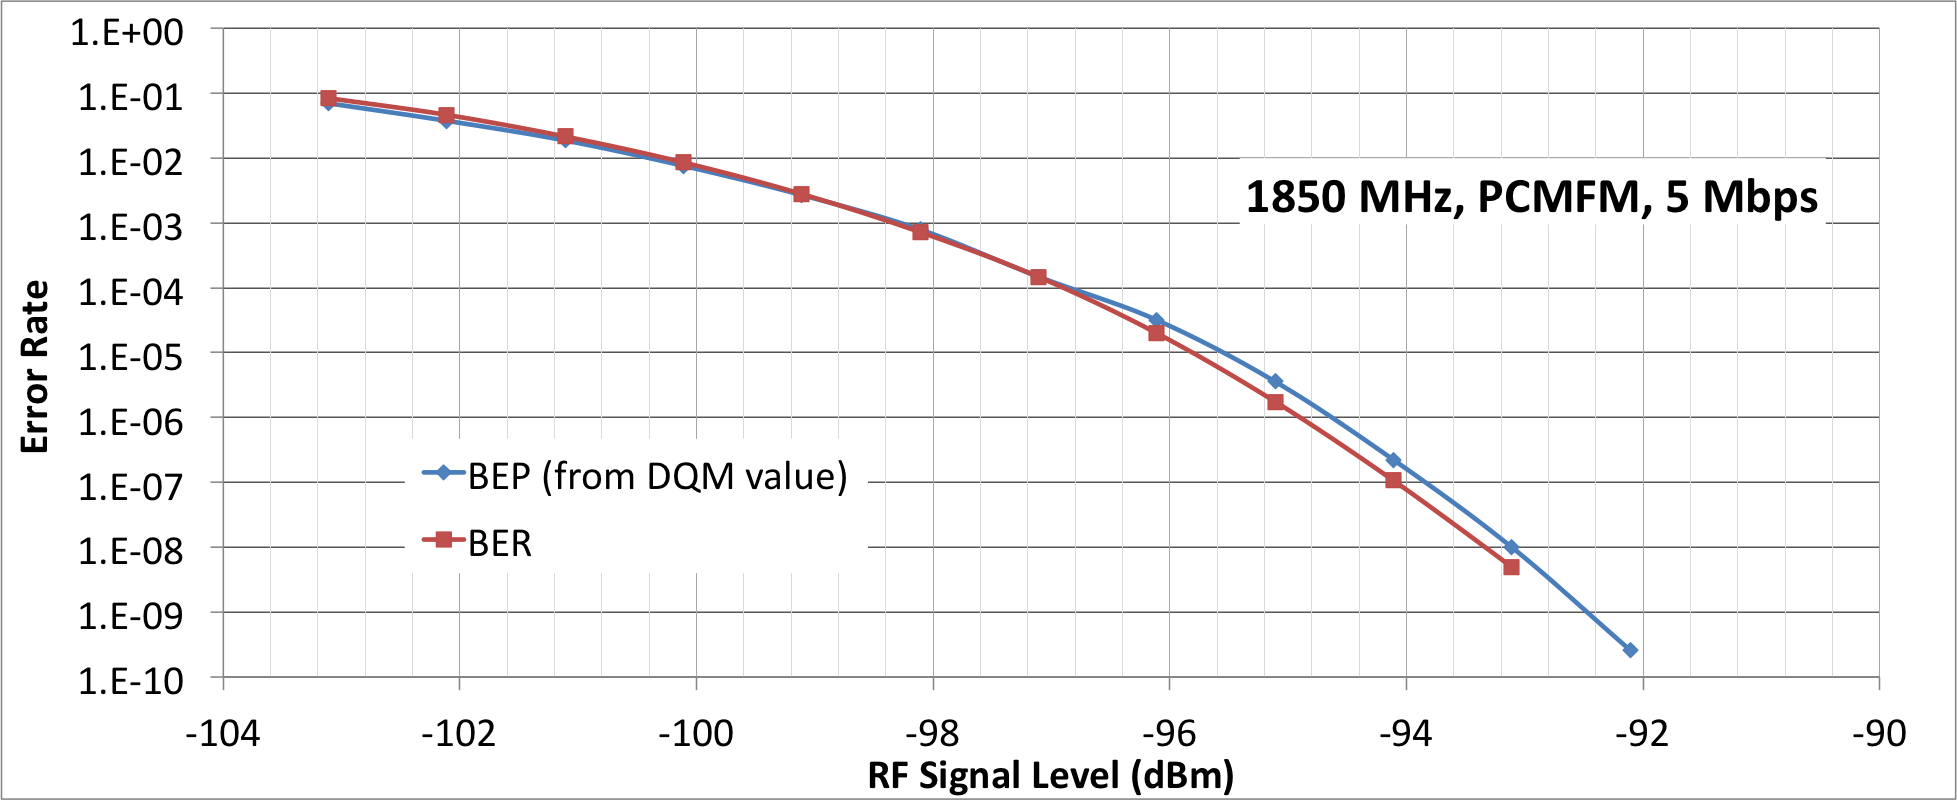 1.E+00
1.E-01
1.E-02
1.E-03
1.E-04
1.E-05
1.E-06
1.E-07
1.E-08
1.E-09
1.E-10
Error Rate
1850 MHz, PCMFM, 5 Mbps
BEP (from DQM value)
BER
-104 -102 -100 -98 -96 -94 -92 -90
RF Signal Level (dBm)